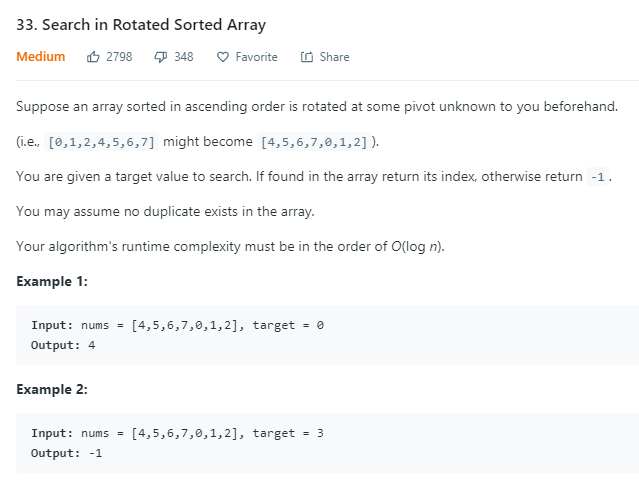 33. Search in Rotated Sorted Array
Medium 2798 348 Favorite Share
Suppose an array sorted in ascending order is rotated at some pivot unknown to you beforehand.
(i.e., [0,1,2,4,5,6,7] might become [4,5,6,7,0,1,2] ).
You are given a target value to search. If found in the array return its index, otherwise return -1 .
You may assume no duplicate exists in the array.
Your algorithm's runtime complexity must be in the order of O(log n).
Example 1:
Input: nums = [4,5,6,7,0,1,2], target = 0
Output: 4
Example 2:
Input: nums = [4,5,6,7,0,1,2], target = 3
Output: -1